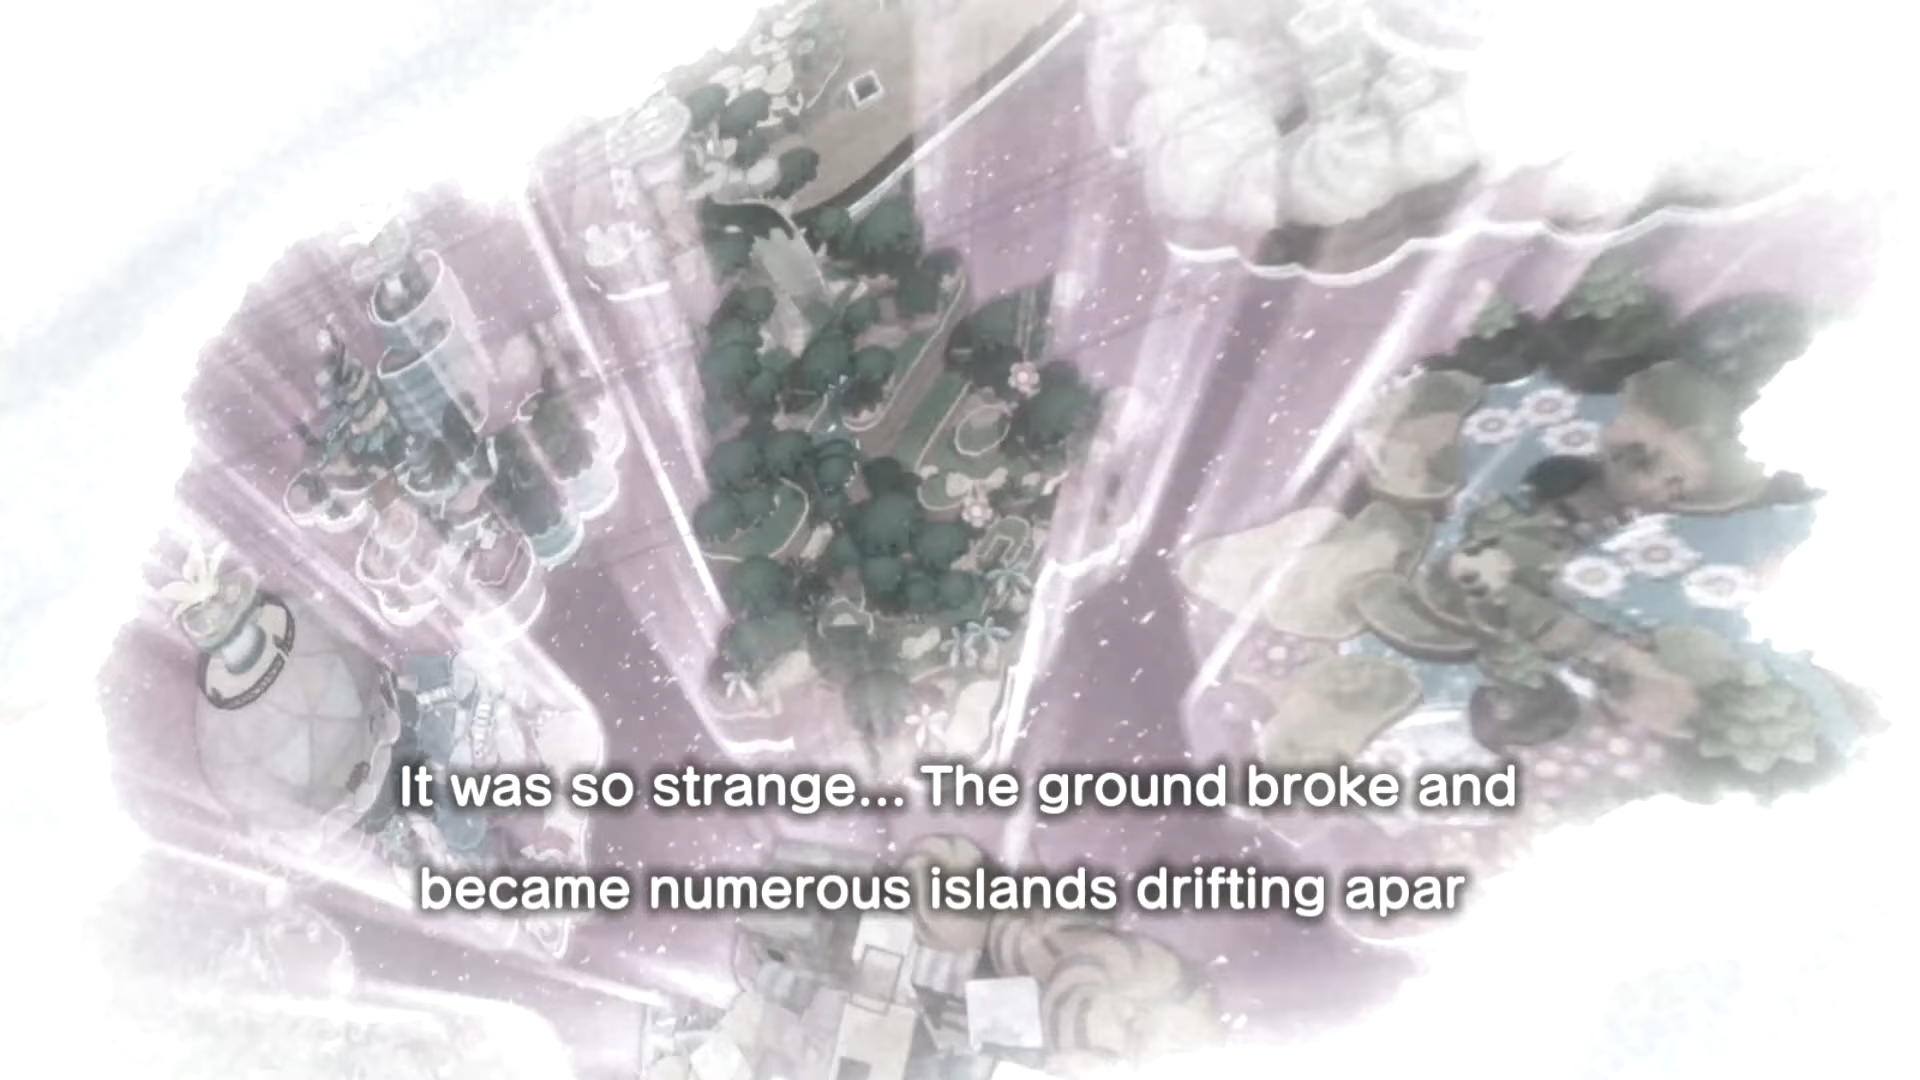 It was so strange... The ground broke and
became numerous islands drifting apar